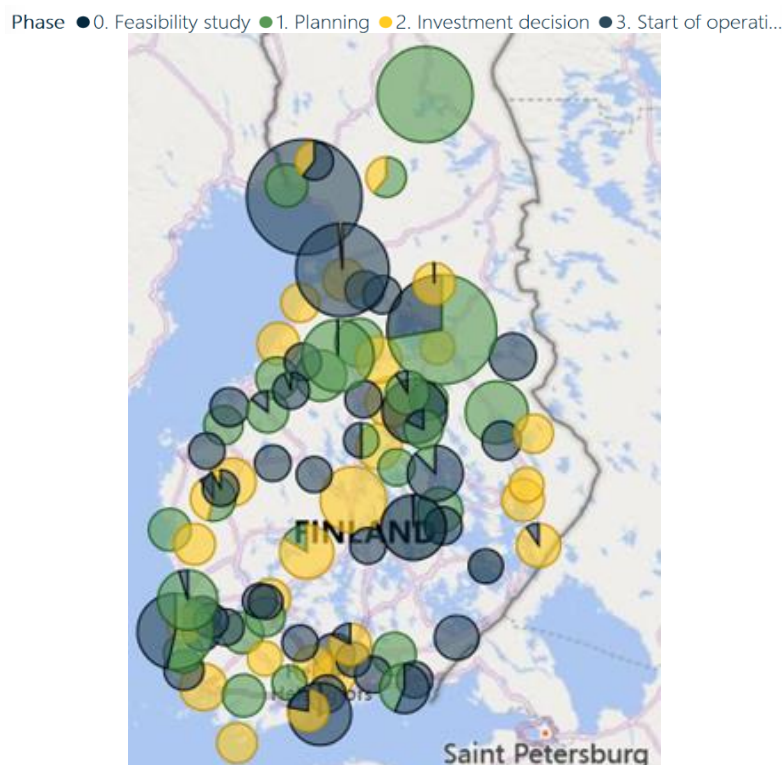 Phase 0. Feasibility study 1. Planning 2. Investment decision 3. Start of operati...
FINLAND
Saint Petersburg